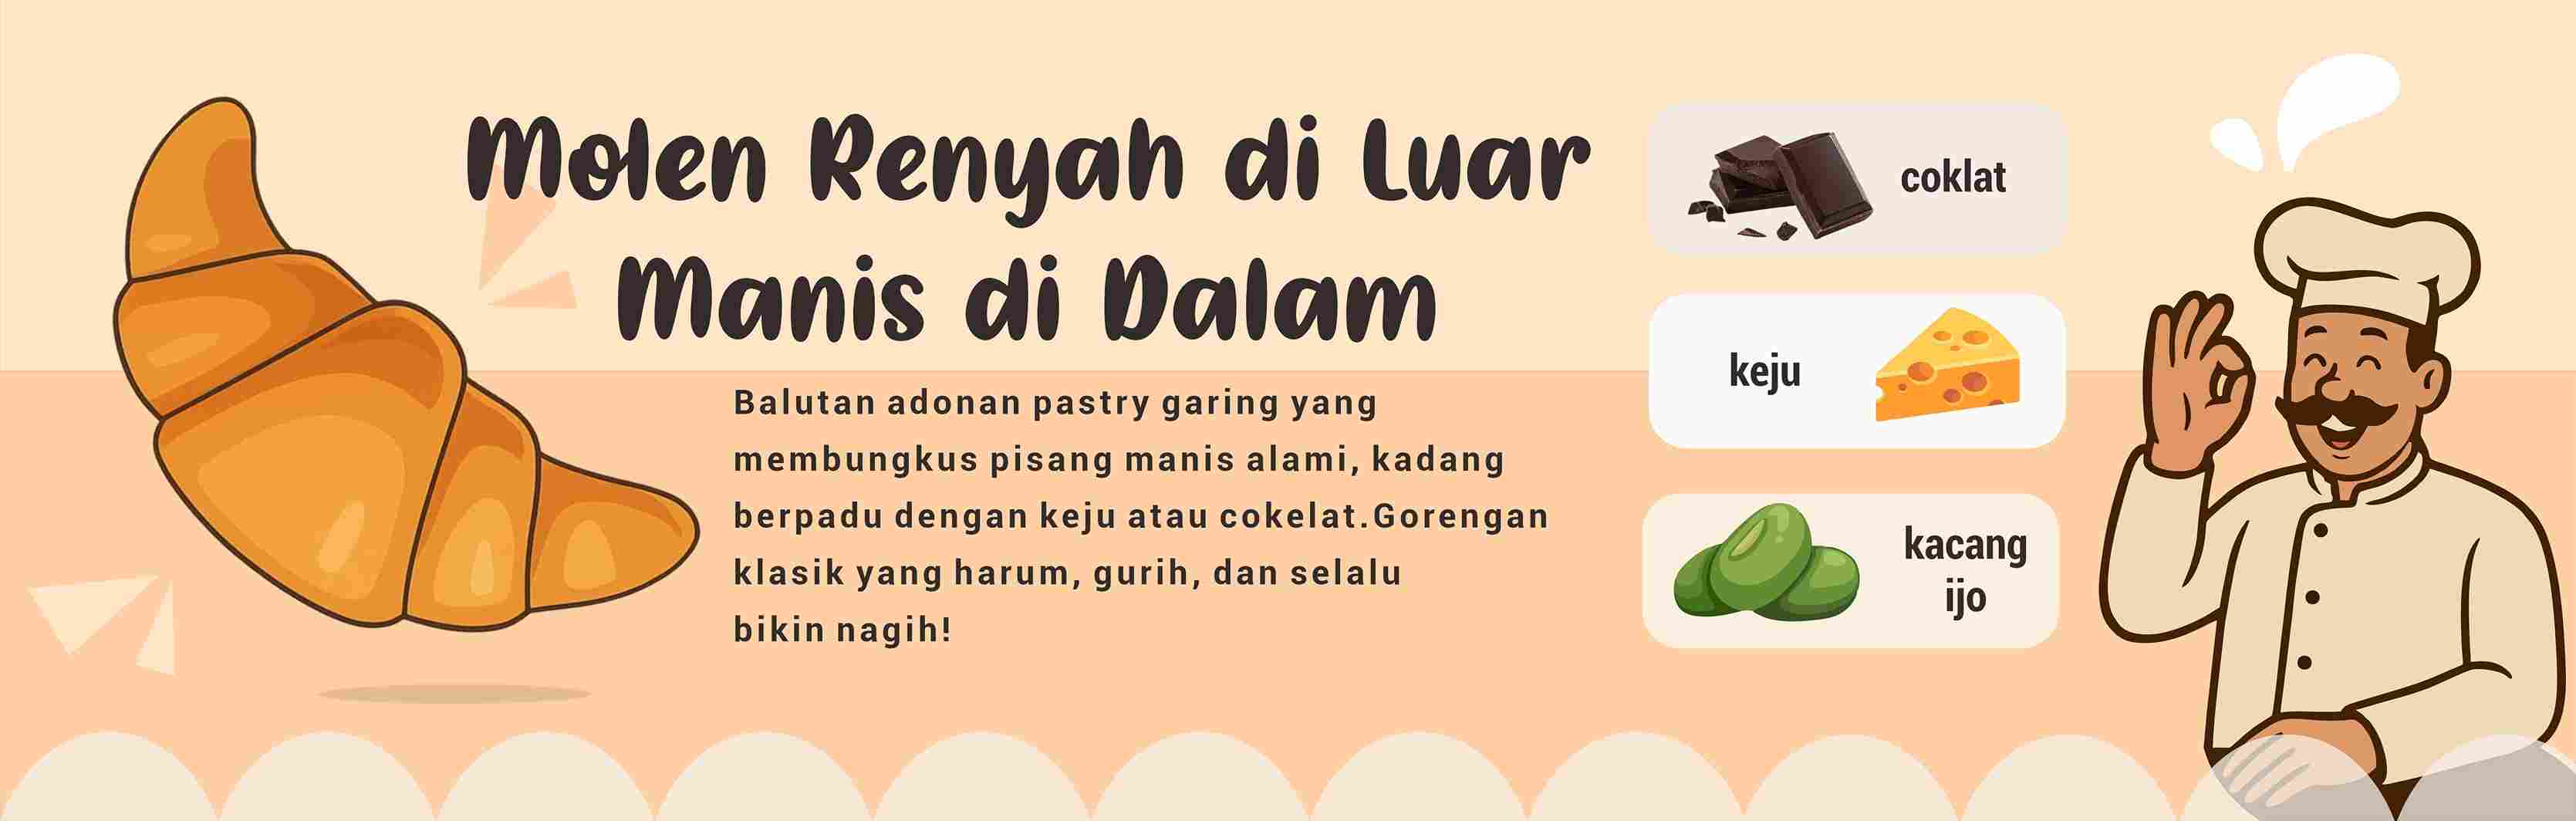 Molen Renyah di Luar
Manis di Dalam
Balutan adonan pastry garing yang
membungkus pisang manis alami, kadang
berpadu dengan keju atau cokelat.Gorengan
klasik yang harum, gurih, dan selalu
bikin nagih!
coklat
keju
kacang
ijo